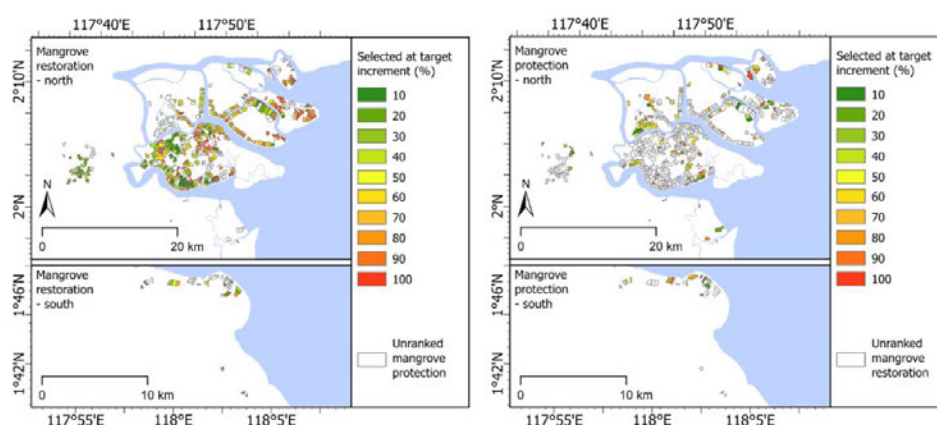 117°40'E
117°50'E
Mangrove
restoration
- north
2°10'N
2°N
N
0
20 km
Mangrove
restoration
- south
1°46'N
1°42'N
0
10 km
117°55'E
118°E
118°5'E
Selected at target
increment (%)
10
20
30
40
50
60
70
80
90
100
Unranked
mangrove
protection
117°40'E
117°50'E
Mangrove
protection
- north
2°10'N
2°N
N
0
20 km
Mangrove
protection
- south
1°46'N
1°42'N
0
10 km
117°55'E
118°E
118°5'E
Selected at target
increment (%)
10
20
30
40
50
60
70
80
90
100
Unranked
mangrove
restoration